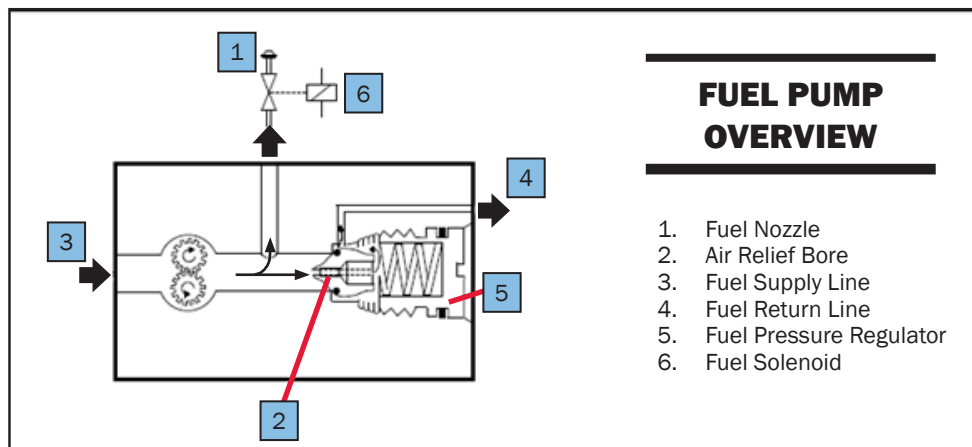 1
6
4
3
5
2
FUEL PUMP
OVERVIEW
1. Fuel Nozzle
2. Air Relief Bore
3. Fuel Supply Line
4. Fuel Return Line
5. Fuel Pressure Regulator
6. Fuel Solenoid